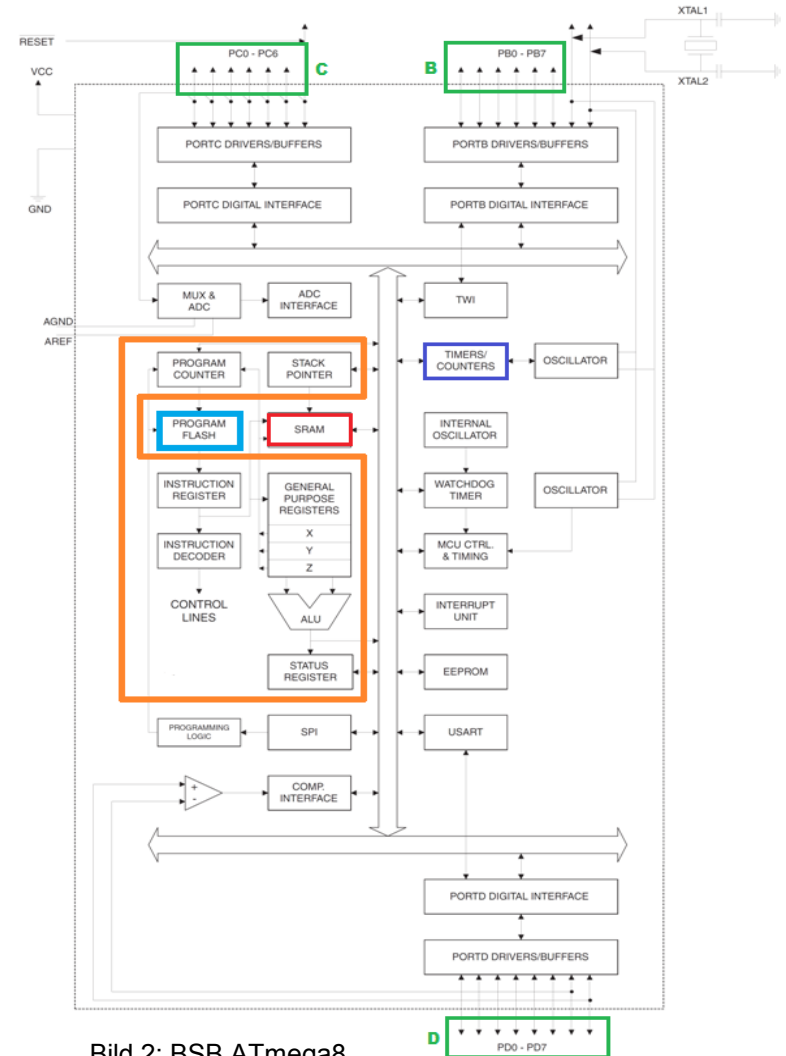 XTAL1
RESET
PC0 - PC6
C
B
PB0 - PB7
VCC
XTAL2
PORTC DRIVERS/BUFFERS
PORTB DRIVERS/BUFFERS
PORTC DIGITAL INTERFACE
PORTB DIGITAL INTERFACE
GND
MUX &
ADC
ADC
INTERFACE
TWI
AGND
AREF
PROGRAM
COUNTER
STACK
POINTER
TIMERS/
COUNTERS
OSCILLATOR
PROGRAM
FLASH
SRAM
INTERNAL
OSCILLATOR
INSTRUCTION
REGISTER
GENERAL
PURPOSE
REGISTERS
X
Y
Z
WATCHDOG
TIMER
OSCILLATOR
INSTRUCTION
DECODER
MCU CTRL.
& TIMING
CONTROL
LINES
ALU
INTERRUPT
UNIT
STATUS
REGISTER
EEPROM
PROGRAMMING
LOGIC
SPI
USART
+
-
COMP.
INTERFACE
PORTD DIGITAL INTERFACE
PORTD DRIVERS/BUFFERS
D
PD0 - PD7
Bild 2: BSB ATmega8